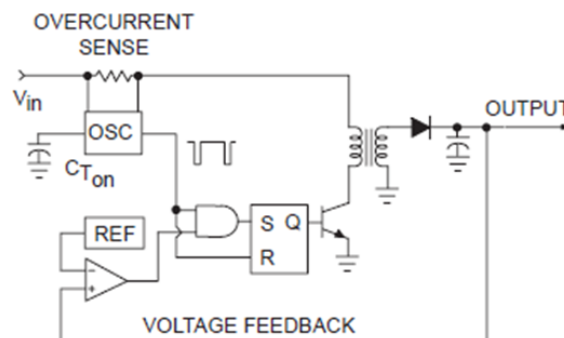 OVERCURRENT
SENSE
Vin
OUTPUT
OSC
CTon
S Q
REF
R
−
+
VOLTAGE FEEDBACK